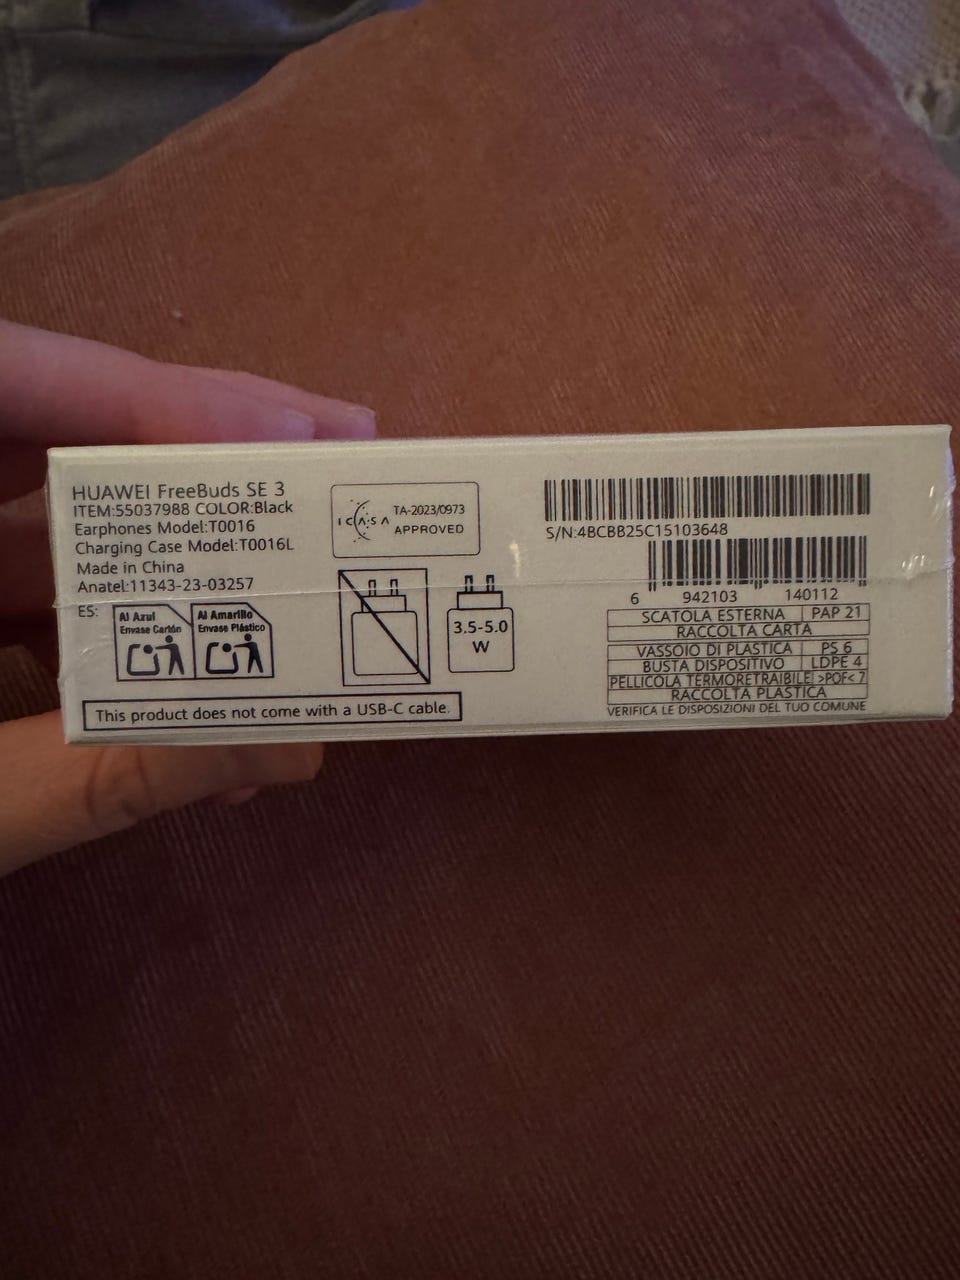 HUAWEI FreeBuds SE 3
ITEM:55037988 COLOR:Black
Earphones Model:T0016
Charging Case Model:T0016L
Made in China
Anatel:11343-23-03257
ES:
Al Azul
Envase Cartón
Al Amarillo
Envase Plástico
This product does not come with a USB-C cable.
ICASA
TA-2023/0973
APPROVED
3.5-5.0
W
S/N:4BCBB25C15103648
6 942103 140112
SCATOLA ESTERNA PAP 21
RACCOLTA CARTA
VASSOIO DI PLASTICA PS 6
BUSTA DISPOSITIVO LDPE 4
PELLICOLA TERMORETRAIBILE >POF< 7
RACCOLTA PLASTICA
VERIFICA LE DISPOSIZIONI DEL TUO COMUNE